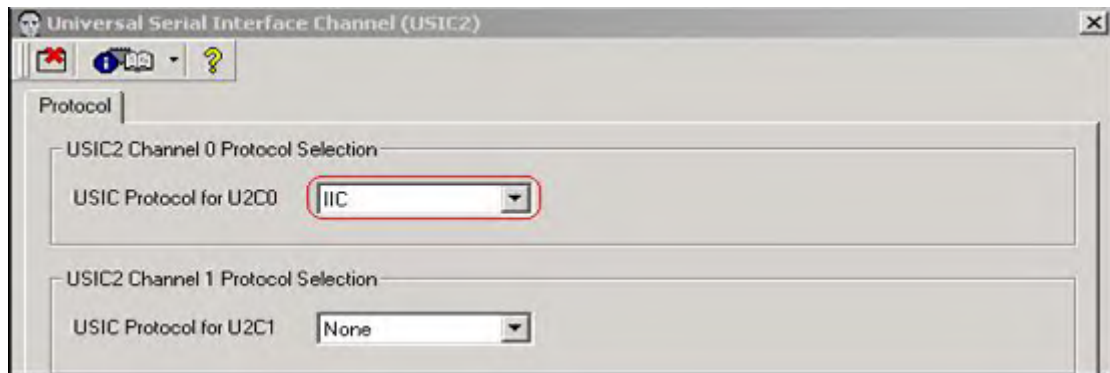 Universal Serial Interface Channel (USIC2)
Protocol
USIC2 Channel 0 Protocol Selection
USIC Protocol for U2C0 IIC
USIC2 Channel 1 Protocol Selection
USIC Protocol for U2C1 None